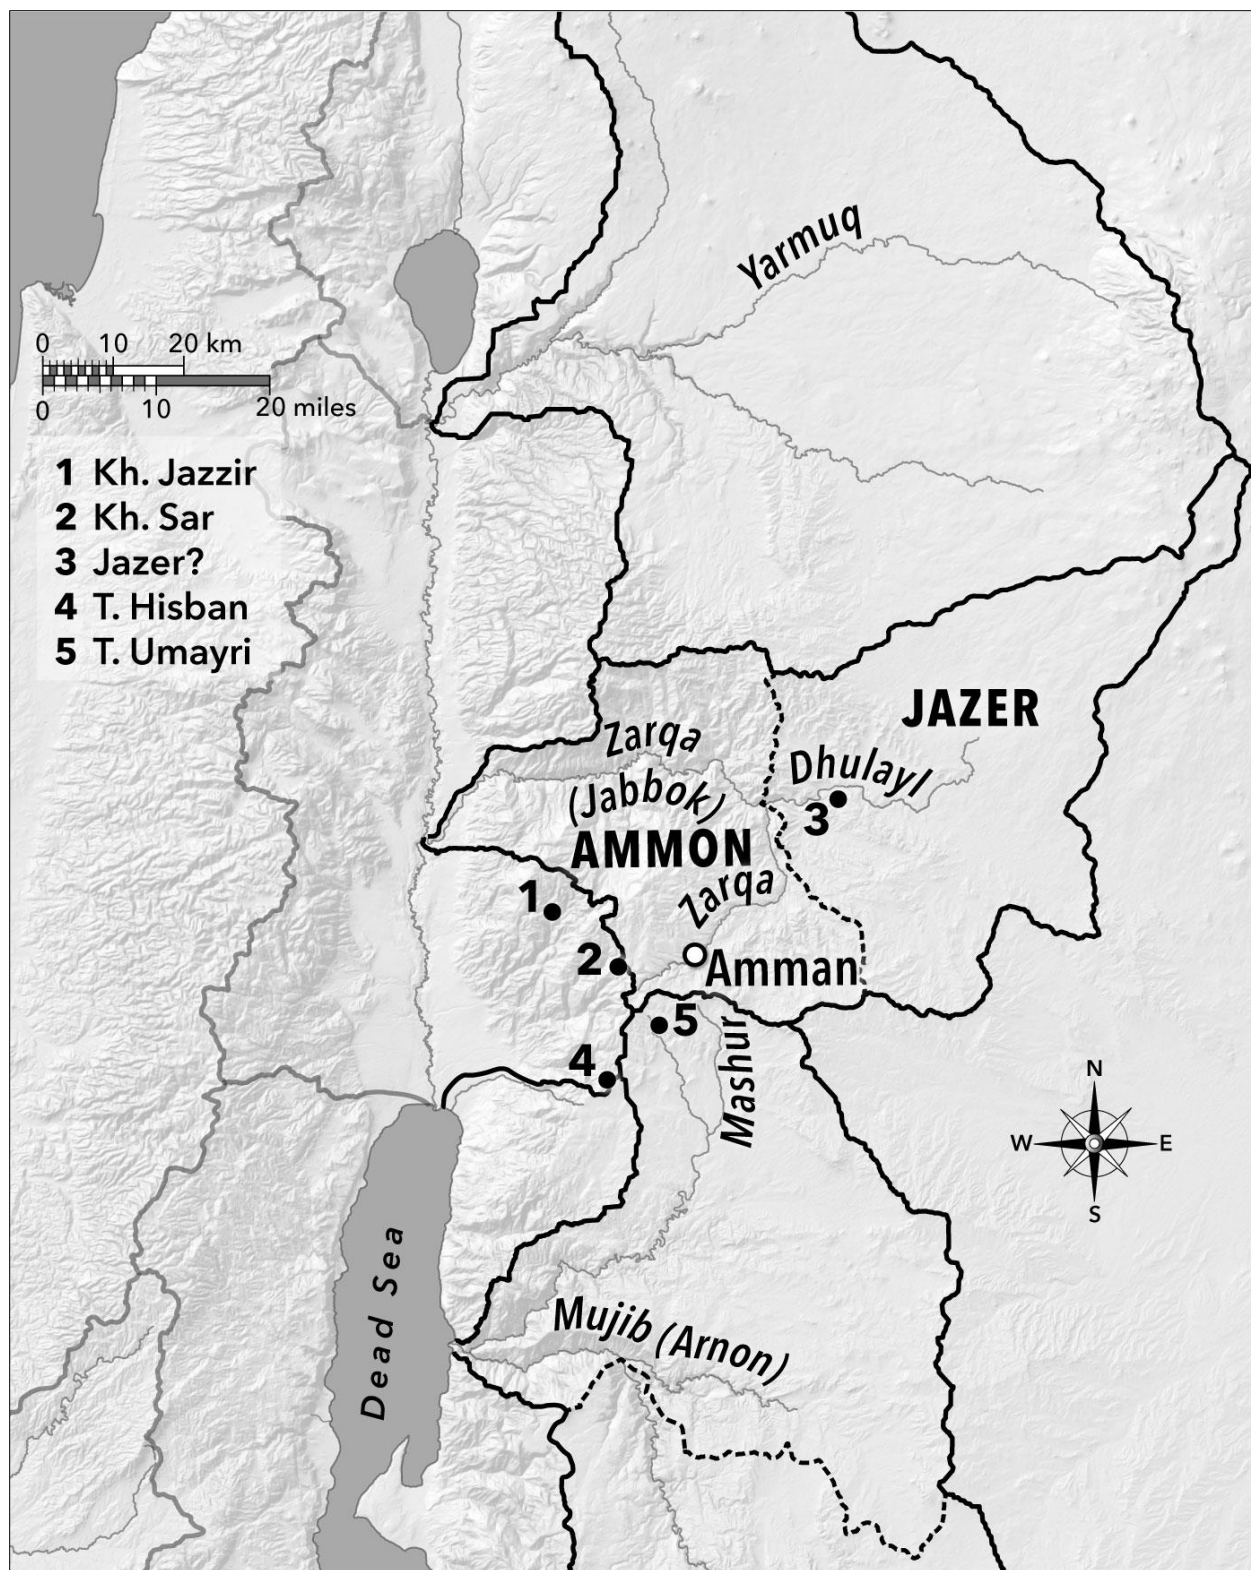 Yarmuq
0 10 20 km
0 10 20 miles
1 Kh. Jazzir
2 Kh. Sar
3 Jazer?
4 T. Hisban
5 T. Umayri
JAZER
Zarqa
(Jabbok)
Dhulayl
3
AMMON
Zarqa
1
2
Amman
5
4
Mashur
N
W E
S
Dead Sea
Mujib (Arnon)